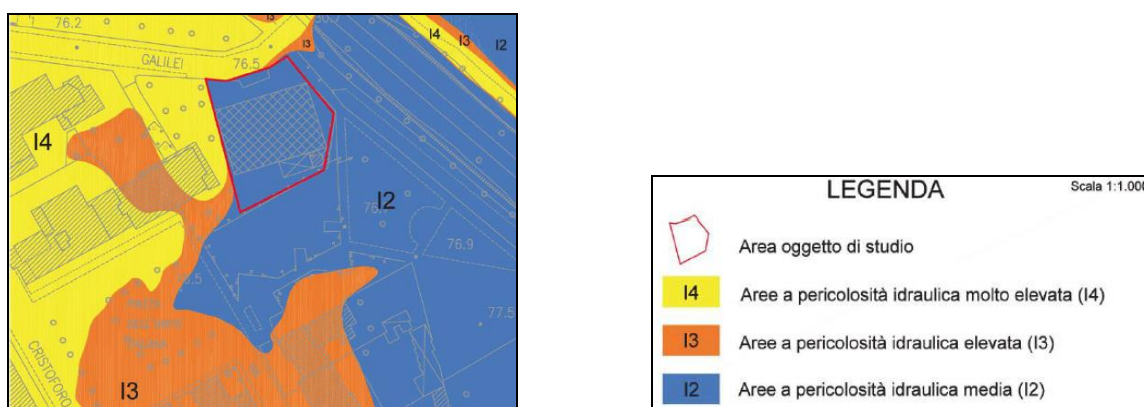 76.2
I3
I4
I3
I2
GALILEI
76.5
I3
I4
I2
76.9
77.5
I3
CRISTOFORO
LEGENDA
Scala 1:1.000
Area oggetto di studio
I4 Aree a pericolosità idraulica molto elevata (I4)
I3 Aree a pericolosità idraulica elevata (I3)
I2 Aree a pericolosità idraulica media (I2)